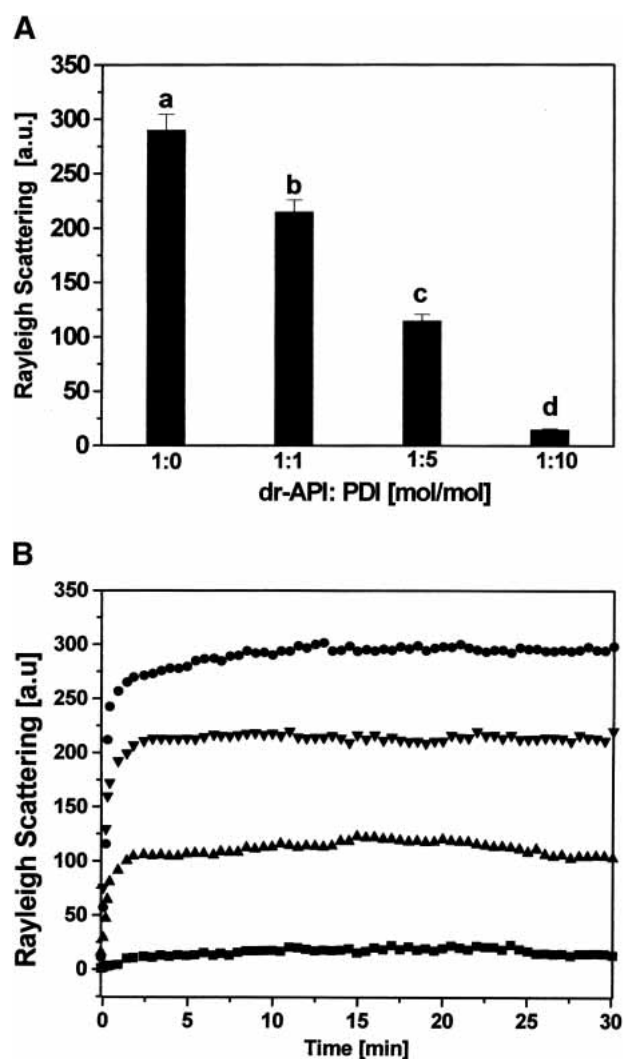 A
Rayleigh Scattering [a.u.]
350
300
250
200
150
100
50
0
a
b
c
d
1:0
1:1
1:5
1:10
dr-API: PDI [mol/mol]
B
Rayleigh Scattering [a.u]
350
300
250
200
150
100
50
0
0
5
10
15
20
25
30
Time [min]